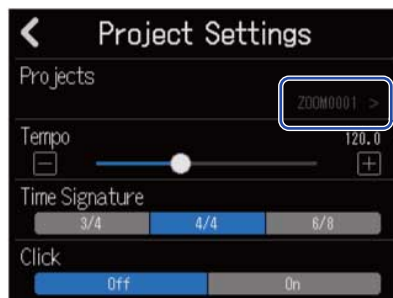 Project Settings
Projects
ZOOM0001 >
Tempo
120.0
Time Signature
3/4 4/4 6/8
Click
Off On